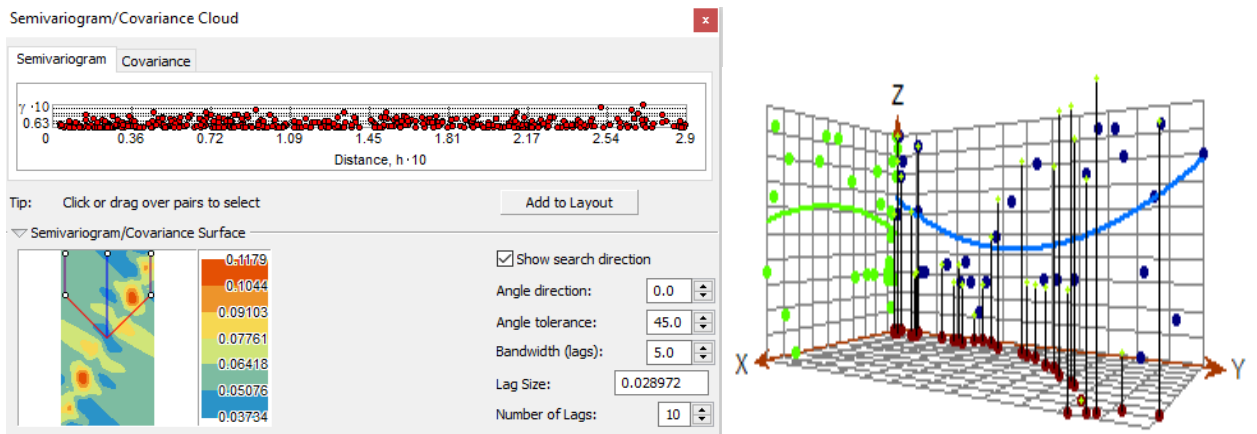 Semivariogram/Covariance Cloud
x
Semivariogram Covariance
γ ·10
0.63
0 0.36 0.72 1.09 1.45 1.81 2.17 2.54 2.9
Distance, h · 10
Tip: Click or drag over pairs to select Add to Layout
Semivariogram/Covariance Surface
0.1179
0.1044
0.09103
0.07761
0.06418
0.05076
0.03734
Show search direction
Angle direction: 0.0
Angle tolerance: 45.0
Bandwidth (lags): 5.0
Lag Size: 0.028972
Number of Lags: 10
Z
X
Y